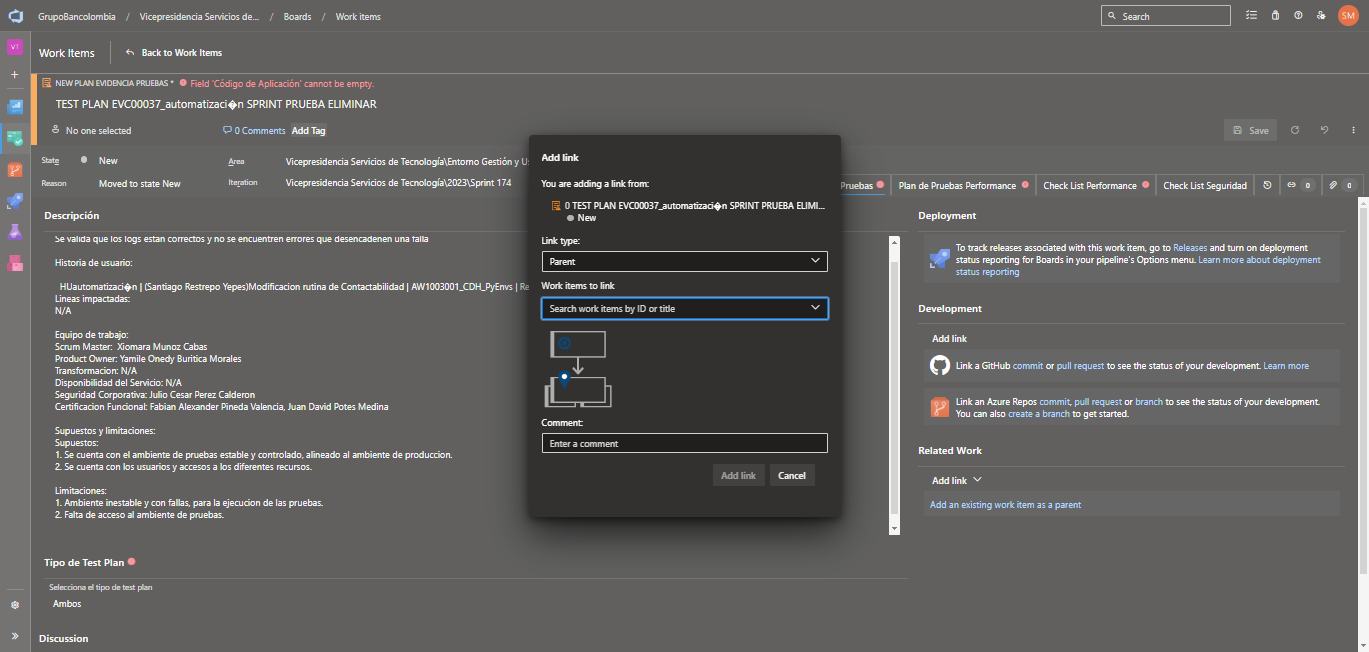 GrupoBancolombia / Vicepresidencia Servicios de... / Boards / Work items
Search
SM
VT
Work Items
Back to Work Items
NEW PLAN EVIDENCIA PRUEBAS * Field 'Código de Aplicación' cannot be empty.
TEST PLAN EVC00037_automatizaci�n SPRINT PRUEBA ELIMINAR
No one selected
0 Comments
Add Tag
Save
State
New
Area
Vicepresidencia Servicios de Tecnología\Entorno Gestión y Us
Reason
Moved to state New
Iteration
Vicepresidencia Servicios de Tecnología\2023\Sprint 174
Pruebas
Plan de Pruebas Performance
Check List Performance
Check List Seguridad
0
0
Descripción
Se valida que los logs estan correctos y no se encuentren errores que desencadenen una falla
Historia de usuario:
HUautomatizaci�n | (Santiago Restrepo Yepes)Modificacion rutina de Contactabilidad | AW1003001_CDH_PyEnvs | Re
Lineas impactadas:
N/A
Equipo de trabajo:
Scrum Master: Xiomara Munoz Cabas
Product Owner: Yamile Onedy Buritica Morales
Transformacion: N/A
Disponibilidad del Servicio: N/A
Seguridad Corporativa: Julio Cesar Perez Calderon
Certificacion Funcional: Fabian Alexander Pineda Valencia, Juan David Potes Medina
Supuestos y limitaciones:
Supuestos:
1. Se cuenta con el ambiente de pruebas estable y controlado, alineado al ambiente de produccion.
2. Se cuenta con los usuarios y accesos a los diferentes recursos.
Limitaciones:
1. Ambiente inestable y con fallas, para la ejecucion de las pruebas.
2. Falta de acceso al ambiente de pruebas.
Tipo de Test Plan
Selecciona el tipo de test plan
Ambos
Discussion
Add link
You are adding a link from:
0 TEST PLAN EVC00037_automatizaci�n SPRINT PRUEBA ELIMI...
New
Link type:
Parent
Work items to link
Search work items by ID or title
Comment:
Enter a comment
Add link
Cancel
Deployment
To track releases associated with this work item, go to Releases and turn on deployment
status reporting for Boards in your pipeline's Options menu. Learn more about deployment
status reporting
Development
Add link
Link a GitHub commit or pull request to see the status of your development. Learn more
Link an Azure Repos commit, pull request or branch to see the status of your development.
You can also create a branch to get started.
Related Work
Add link
Add an existing work item as a parent